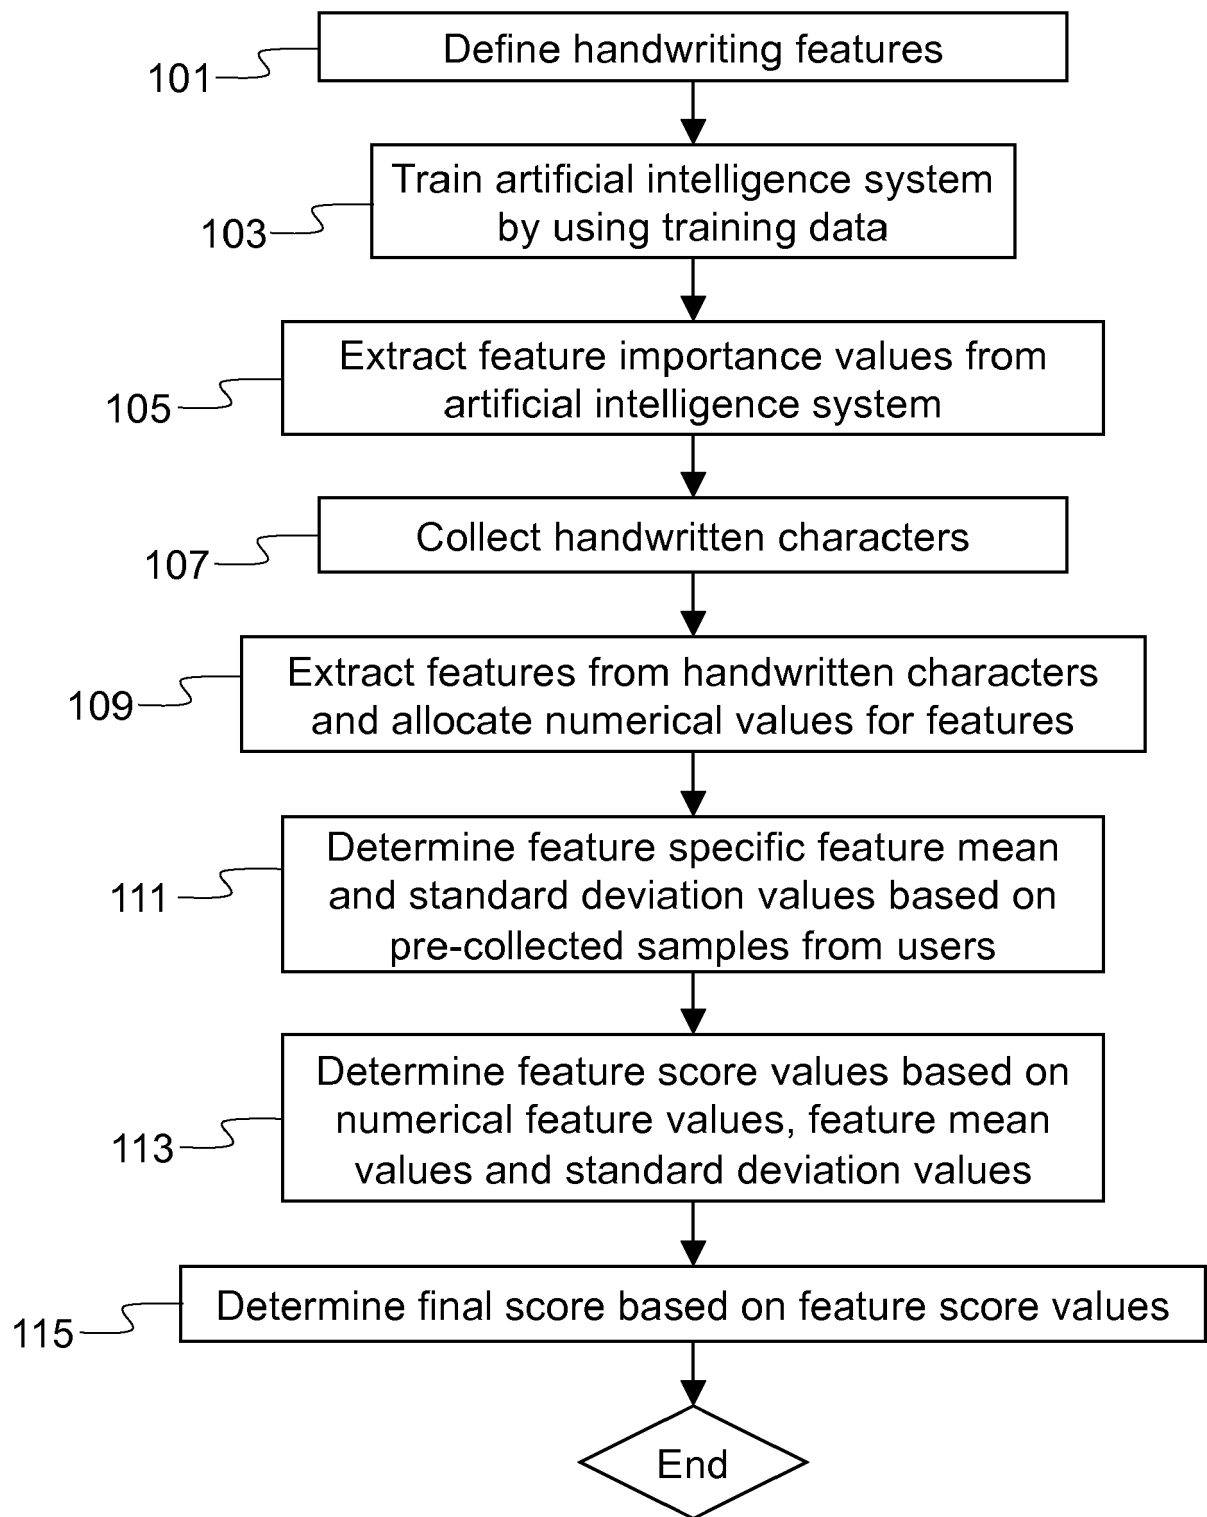 Define handwriting features
101
Train artificial intelligence system
by using training data
103
Extract feature importance values from
artificial intelligence system
105
Collect handwritten characters
107
Extract features from handwritten characters
and allocate numerical values for features
109
Determine feature specific feature mean
and standard deviation values based on
pre-collected samples from users
111
Determine feature score values based on
numerical feature values, feature mean
values and standard deviation values
113
Determine final score based on feature score values
115
End